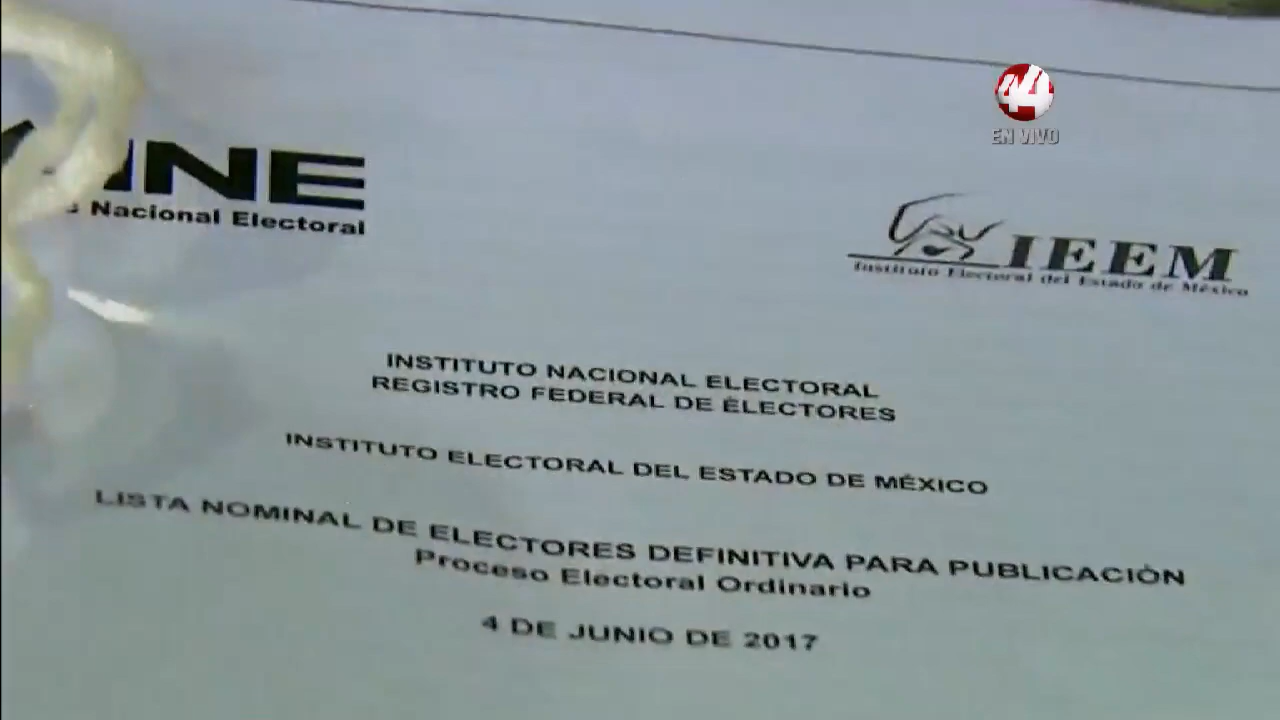 44
EN VIVO
INE
Nacional Electoral
IEEM
Instituto Electoral del Estado de México
INSTITUTO NACIONAL ELECTORAL
REGISTRO FEDERAL DE ELECTORES
INSTITUTO ELECTORAL DEL ESTADO DE MÉXICO
LISTA NOMINAL DE ELECTORES DEFINITIVA PARA PUBLICACIÓN
Proceso Electoral Ordinario
4 DE JUNIO DE 2017